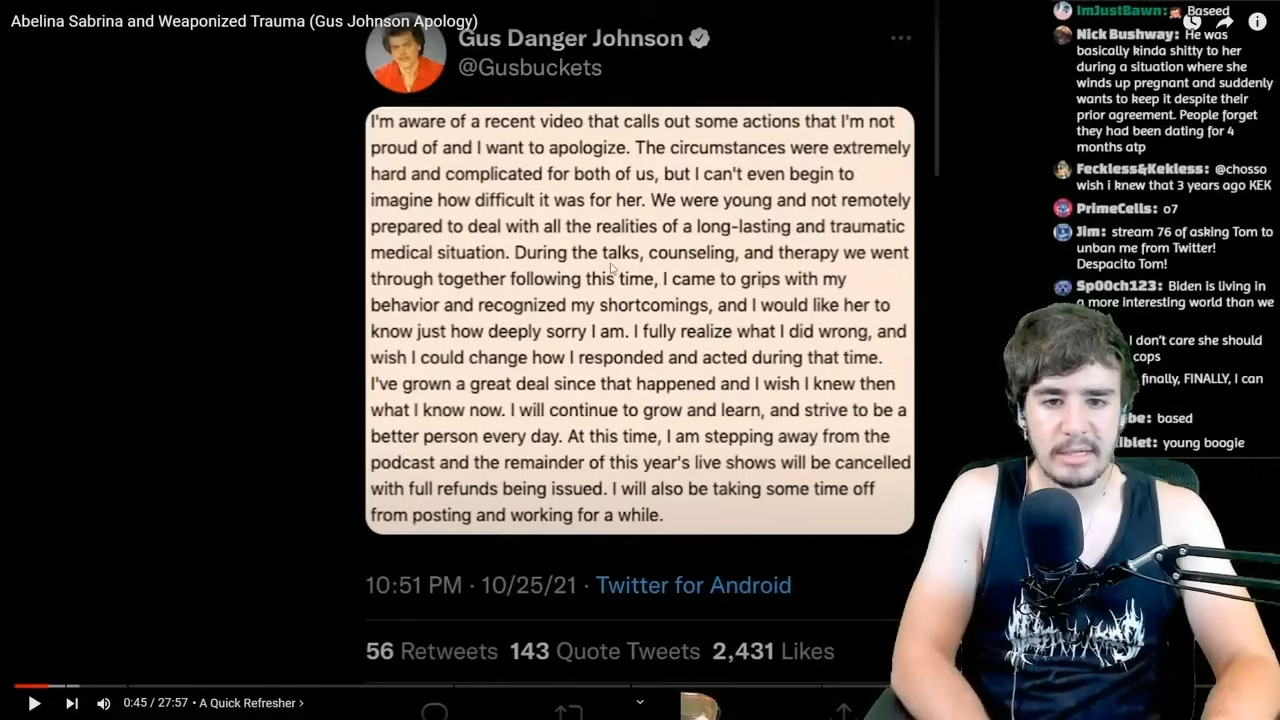 Abelina Sabrina and Weaponized Trauma (Gus Johnson Apology)
Gus Danger Johnson
@Gusbuckets
I'm aware of a recent video that calls out some actions that I'm not
proud of and I want to apologize. The circumstances were extremely
hard and complicated for both of us, but I can't even begin to
imagine how difficult it was for her. We were young and not remotely
prepared to deal with all the realities of a long-lasting and traumatic
medical situation. During the talks, counseling, and therapy we went
through together following this time, I came to grips with my
behavior and recognized my shortcomings, and I would like her to
know just how deeply sorry I am. I fully realize what I did wrong, and
wish I could change how I responded and acted during that time.
I've grown a great deal since that happened and I wish I knew then
what I know now. I will continue to grow and learn, and strive to be a
better person every day. At this time, I am stepping away from the
podcast and the remainder of this year's live shows will be cancelled
with full refunds being issued. I will also be taking some time off
from posting and working for a while.
10:51 PM · 10/25/21 · Twitter for Android
56 Retweets 143 Quote Tweets 2,431 Likes
ImJustBawn: Baseed
Nick Bushway: He was
basically kinda shitty to her
during a situation where she
winds up pregnant and suddenly
wants to keep it despite their
prior agreement. People forget
they had been dating for 4
months atp
Feckless&Kekless: @chosso
wish i knew that 3 years ago KEK
PrimeCells: o7
Jim: stream 76 of asking Tom to
unban me from Twitter!
Despacito Tom!
Sp00ch123: Biden is living in
a more interesting world than we
I don't care she should
cops
finally, FINALLY, I can
be: based
iblet: young boogie
0:45 / 27:57 • A Quick Refresher >